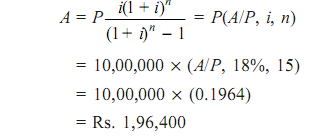 A = P i(1 + i)ⁿ / (1 + i)ⁿ − 1 = P(A/P, i, n)
= 10,00,000 × (A/P, 18%, 15)
= 10,00,000 × (0.1964)
= Rs. 1,96,400